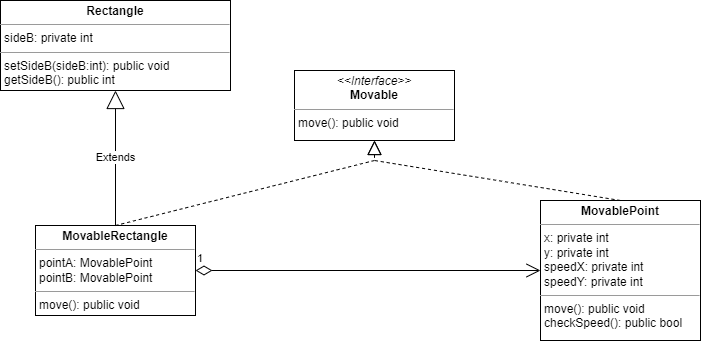 Rectangle
sideB: private int
setSideB(sideB:int): public void
getSideB(): public int
<<Interface>>
Movable
move(): public void
Extends
MovableRectangle
pointA: MovablePoint
pointB: MovablePoint
move(): public void
1
MovablePoint
x: private int
y: private int
speedX: private int
speedY: private int
move(): public void
checkSpeed(): public bool